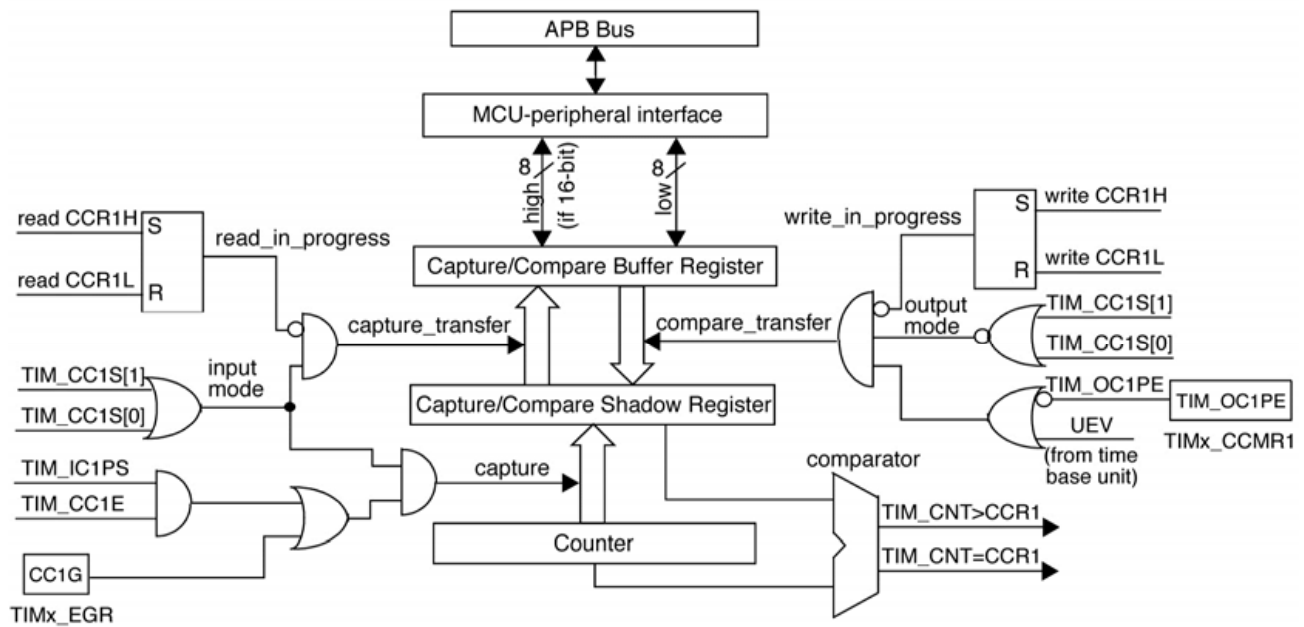 APB Bus
MCU-peripheral interface
8
high
(if 16-bit)
8
low
read CCR1H
S
read_in_progress
read CCR1L
R
write_in_progress
S
write CCR1H
R
write CCR1L
Capture/Compare Buffer Register
capture_transfer
compare_transfer
output
mode
TIM_CC1S[1]
TIM_CC1S[0]
TIM_CC1S[1]
TIM_CC1S[0]
input
mode
Capture/Compare Shadow Register
TIM_OC1PE
TIM_OC1PE
TIMx_CCMR1
UEV
(from time
base unit)
TIM_IC1PS
TIM_CC1E
capture
comparator
CC1G
TIMx_EGR
Counter
TIM_CNT>CCR1
TIM_CNT=CCR1